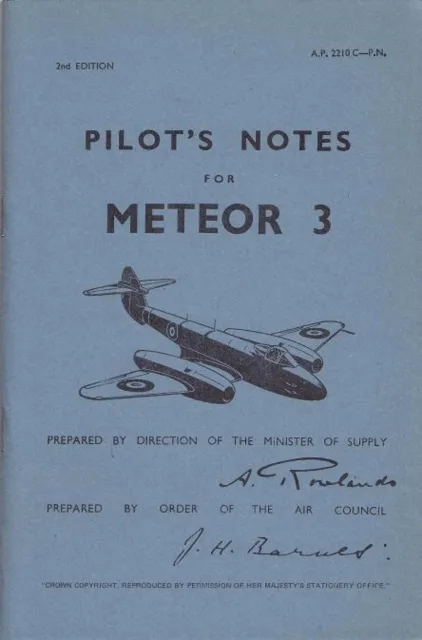 A.P. 2210 C—P.N.
2nd EDITION
PILOT'S NOTES
FOR
METEOR 3
PREPARED BY DIRECTION OF THE MINISTER OF SUPPLY
A. Rowlands
PREPARED BY ORDER OF THE AIR COUNCIL
J. H. Barnes.
"CROWN COPYRIGHT, REPRODUCED BY PERMISSION OF HER MAJESTY'S STATIONERY OFFICE."